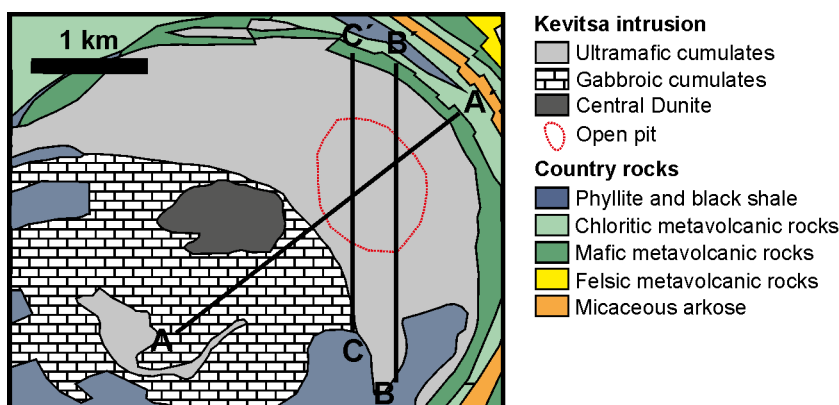 1 km
C´
B´
A´
A
C
B
Kevitsa intrusion
Ultramafic cumulates
Gabbroic cumulates
Central Dunite
Open pit
Country rocks
Phyllite and black shale
Chloritic metavolcanic rocks
Mafic metavolcanic rocks
Felsic metavolcanic rocks
Micaceous arkose